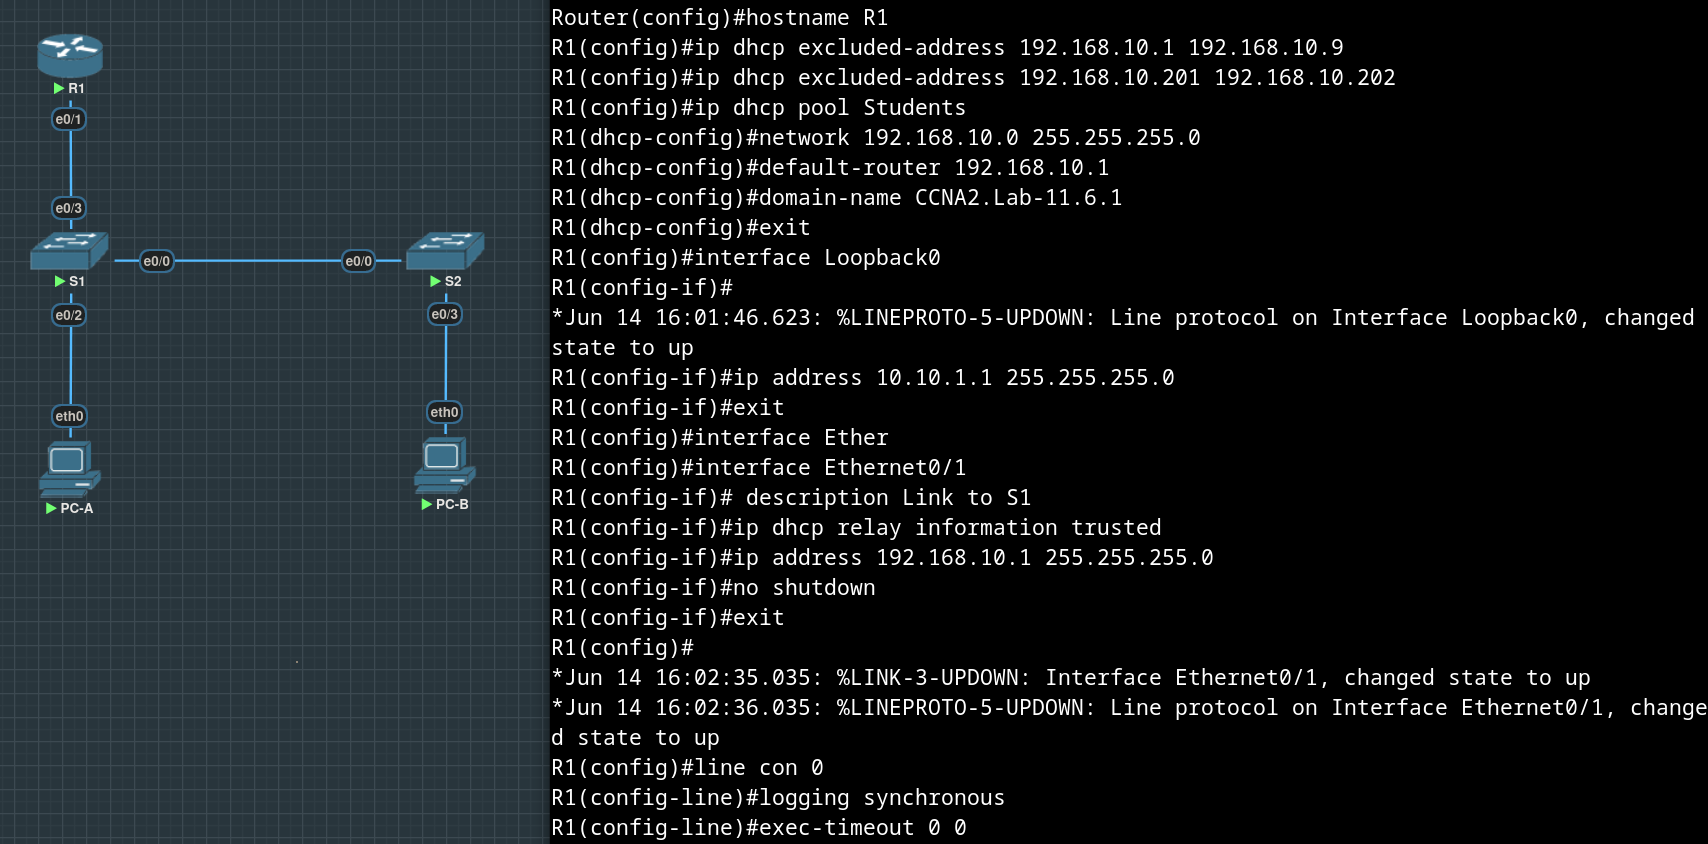 R1
e0/1
e0/3
e0/0
e0/0
S1
S2
e0/2
e0/3
eth0
eth0
PC-A
PC-B
Router(config)#hostname R1
R1(config)#ip dhcp excluded-address 192.168.10.1 192.168.10.9
R1(config)#ip dhcp excluded-address 192.168.10.201 192.168.10.202
R1(config)#ip dhcp pool Students
R1(dhcp-config)#network 192.168.10.0 255.255.255.0
R1(dhcp-config)#default-router 192.168.10.1
R1(dhcp-config)#domain-name CCNA2.Lab-11.6.1
R1(dhcp-config)#exit
R1(config)#interface Loopback0
R1(config-if)#
*Jun 14 16:01:46.623: %LINEPROTO-5-UPDOWN: Line protocol on Interface Loopback0, changed
state to up
R1(config-if)#ip address 10.10.1.1 255.255.255.0
R1(config-if)#exit
R1(config)#interface Ether
R1(config)#interface Ethernet0/1
R1(config-if)# description Link to S1
R1(config-if)#ip dhcp relay information trusted
R1(config-if)#ip address 192.168.10.1 255.255.255.0
R1(config-if)#no shutdown
R1(config-if)#exit
R1(config)#
*Jun 14 16:02:35.035: %LINK-3-UPDOWN: Interface Ethernet0/1, changed state to up
*Jun 14 16:02:36.035: %LINEPROTO-5-UPDOWN: Line protocol on Interface Ethernet0/1, change
d state to up
R1(config)#line con 0
R1(config-line)#logging synchronous
R1(config-line)#exec-timeout 0 0